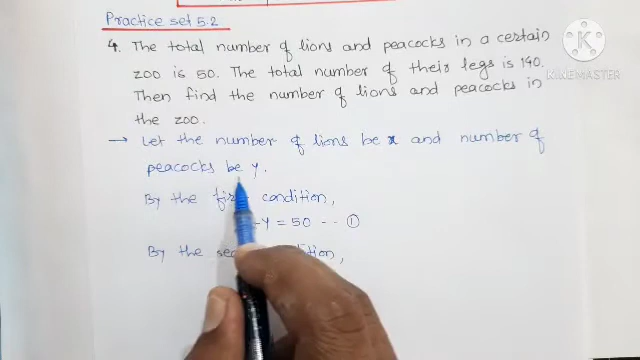 Practice set 5.2
4. The total number of lions and peacocks in a certain
zoo is 50. The total number of their legs is 140.
Then find the number of lions and peacocks in
the zoo.
→ Let the number of lions be x and number of
peacocks be y.
By the condition,
y = 50 -- ①
By the
KINEMASTER